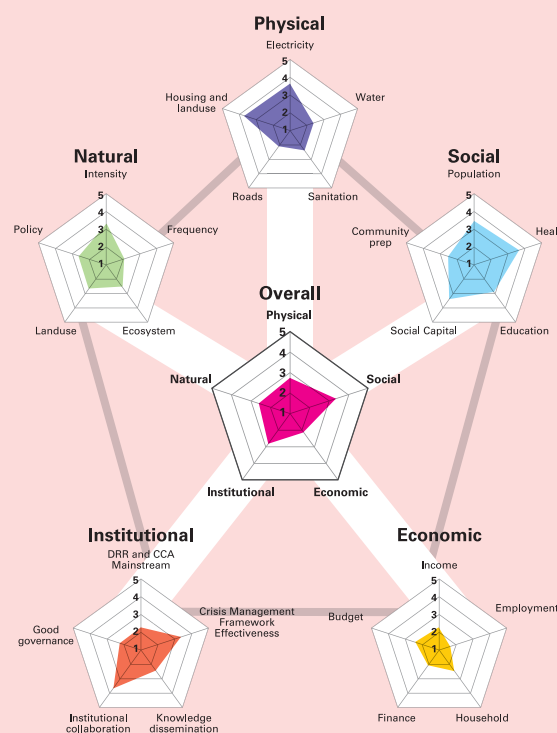 Physical
Electricity
5
4
3
2
1
Housing and
landuse
Water
Roads
Sanitation
Natural
Intensity
5
4
3
2
1
Policy
Frequency
Landuse
Ecosystem
Social
Population
5
4
3
2
1
Community
prep
Heal
Social Capital
Education
Overall
Physical
5
4
3
2
1
Natural
Social
Institutional
Economic
Institutional
DRR and CCA
Mainstream
5
4
3
2
1
Good
governance
Crisis Management
Framework
Effectiveness
Institutional
collaboration
Knowledge
dissemination
Economic
Income
5
4
3
2
1
Budget
Employment
Finance
Household